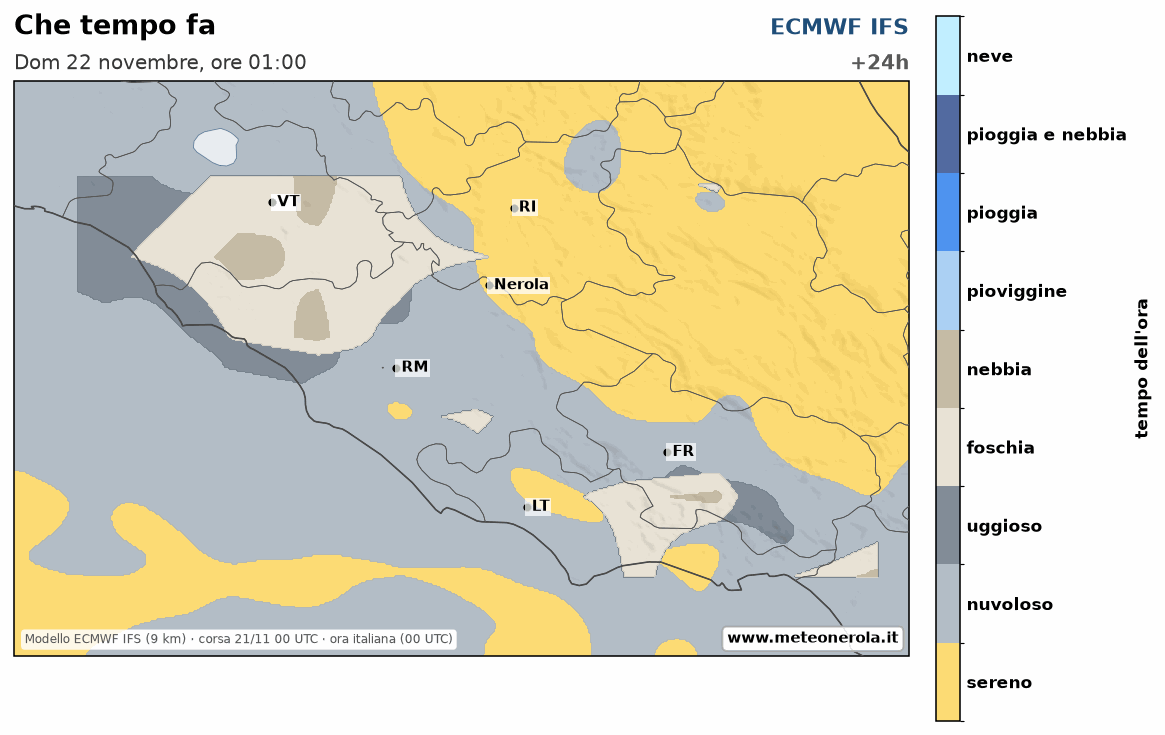 Che tempo fa
ECMWF IFS
Dom 22 novembre, ore 01:00
+24h
VT
RI
Nerola
RM
FR
LT
Modello ECMWF IFS (9 km) · corsa 21/11 00 UTC · ora italiana (00 UTC)
www.meteonerola.it
neve
pioggia e nebbia
pioggia
pioviggine
nebbia
foschia
uggioso
nuvoloso
sereno
tempo dell'ora